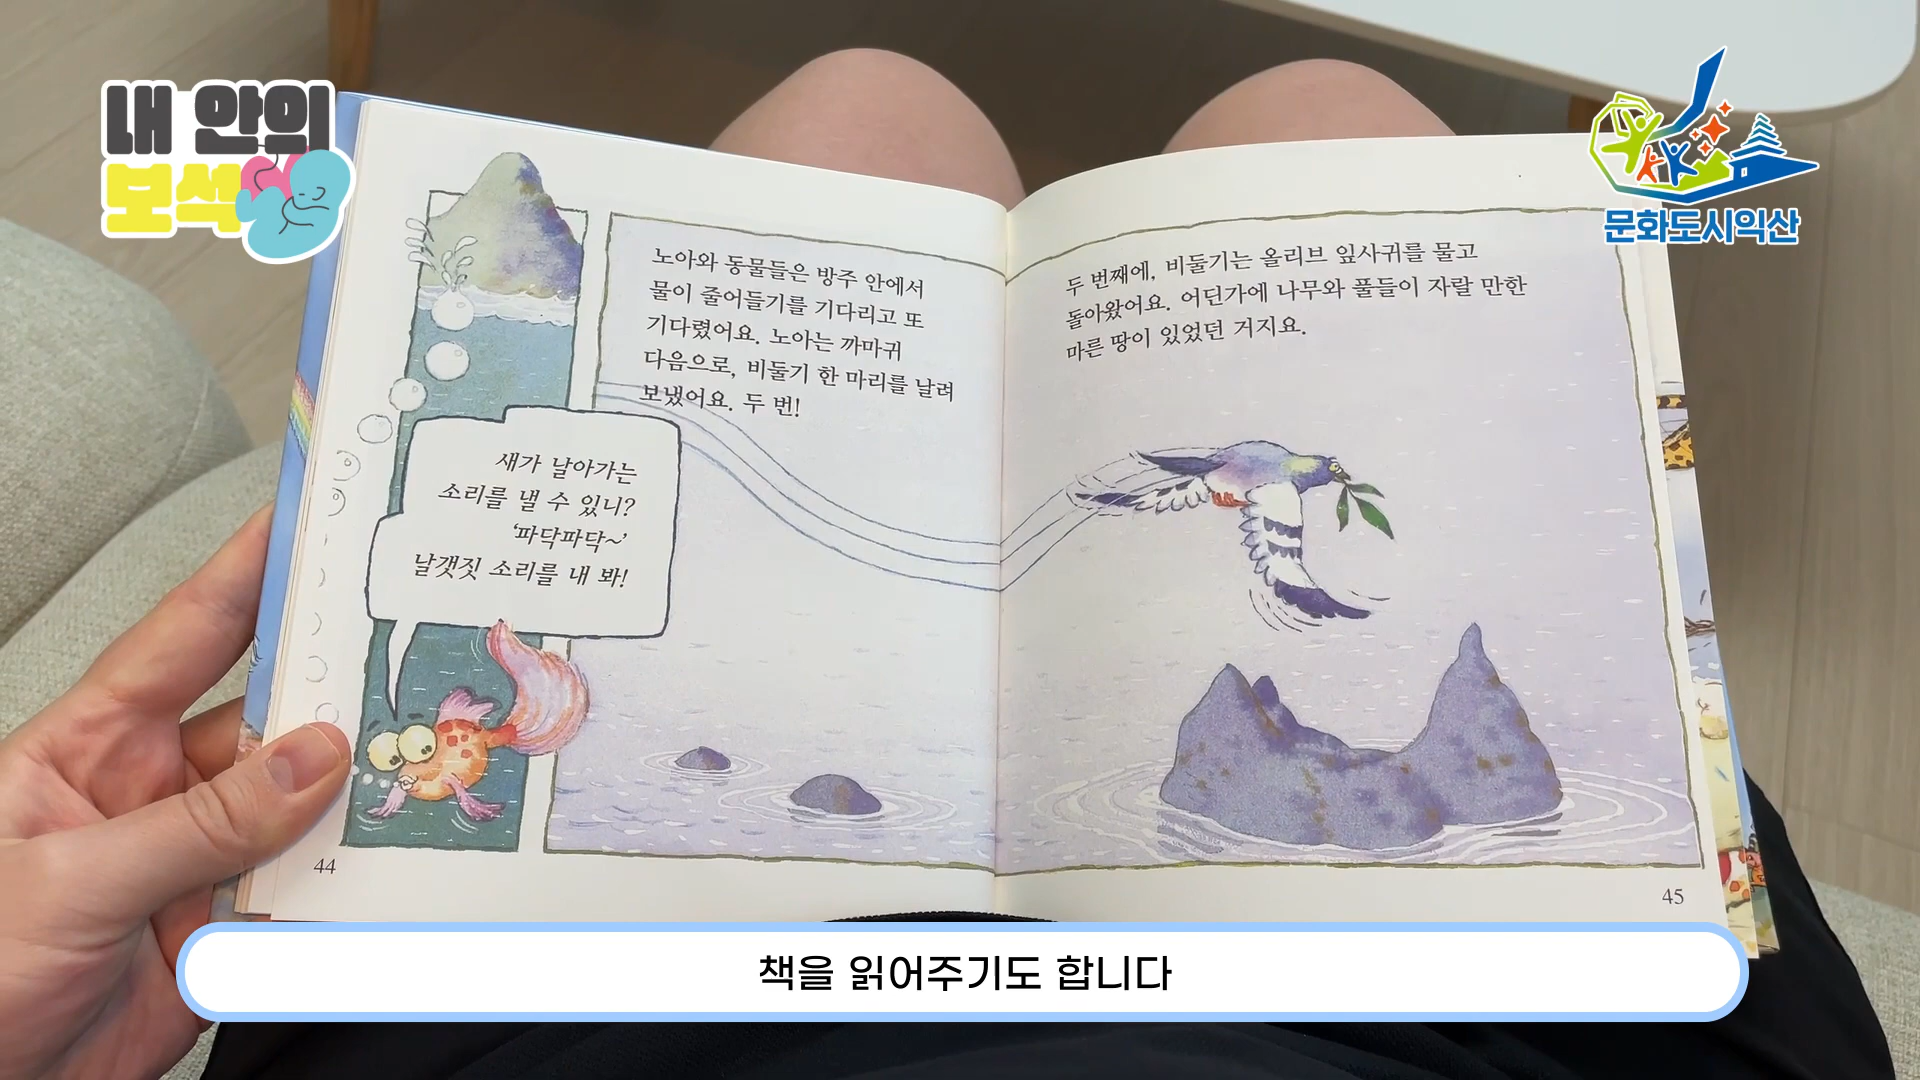 내 안의
보석
문화도시익산
노아와 동물들은 방주 안에서
물이 줄어들기를 기다리고 또
기다렸어요. 노아는 까마귀
다음으로, 비둘기 한 마리를 날려
보냈어요. 두 번!
새가 날아가는
소리를 낼 수 있니?
‘파닥파닥~’
날갯짓 소리를 내 봐!
44
두 번째에, 비둘기는 올리브 잎사귀를 물고
돌아왔어요. 어딘가에 나무와 풀들이 자랄 만한
마른 땅이 있었던 거지요.
45
책을 읽어주기도 합니다